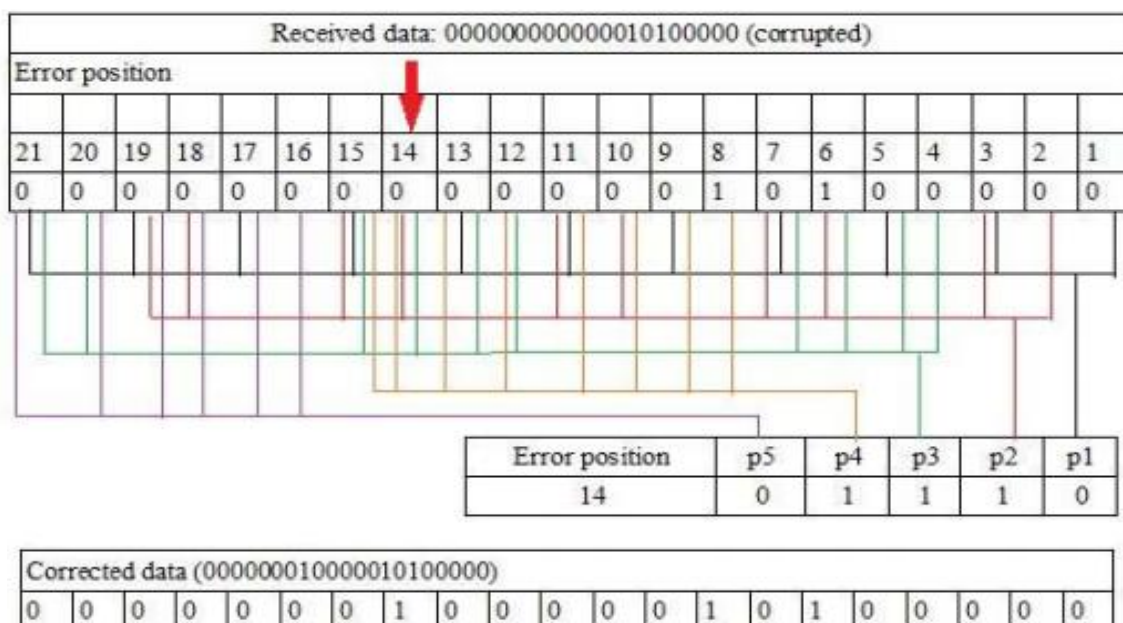 Received data: 000000000000010100000 (corrupted)
Error position
21 20 19 18 17 16 15 14 13 12 11 10 9 8 7 6 5 4 3 2 1
0 0 0 0 0 0 0 0 0 0 0 0 0 1 0 1 0 0 0 0 0
Error position p5 p4 p3 p2 p1
14 0 1 1 1 0
Corrected data (000000010000010100000)
0 0 0 0 0 0 0 1 0 0 0 0 0 1 0 1 0 0 0 0 0